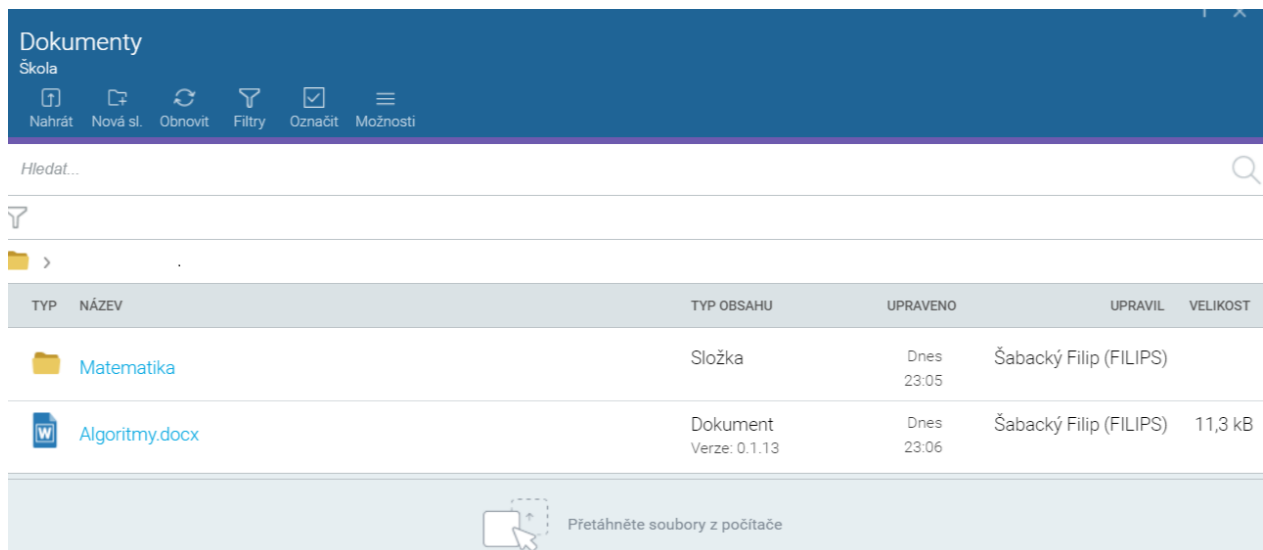 Dokumenty
Škola
Nahrát Nová sl. Obnovit Filtry Označit Možnosti
Hledat...
TYP NÁZEV TYP OBSAHU UPRAVENO UPRAVIL VELIKOST
Matematika Složka Dnes Šabacký Filip (FILIPS)
23:05
Algoritmy.docx Dokument Dnes Šabacký Filip (FILIPS) 11,3 kB
Verze: 0.1.13 23:06
Přetáhněte soubory z počítače